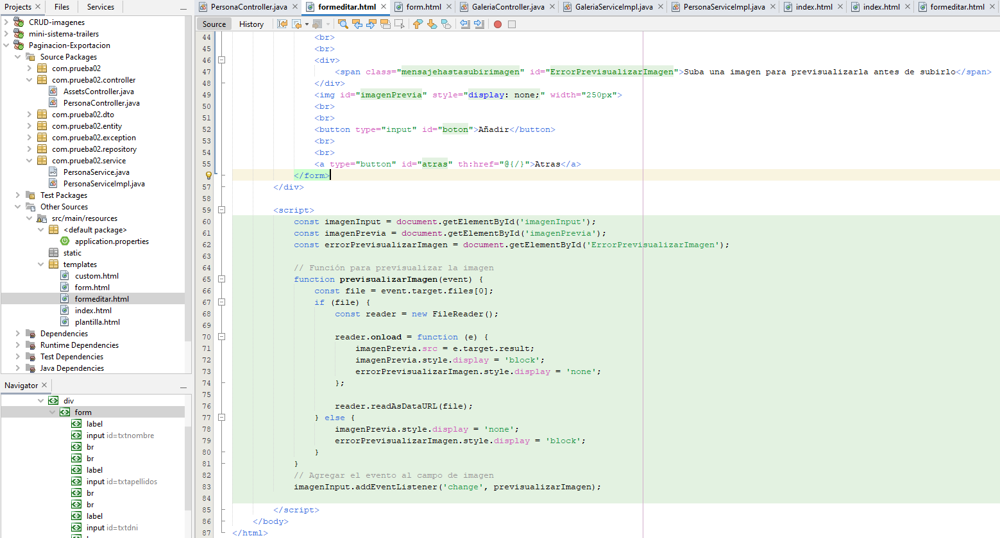 Projects Files Services
CRUD-imagenes
mini-sistema-trailers
Paginacion-Exportacion
Source Packages
com.prueba02
com.prueba02.controller
AssetsController.java
PersonaController.java
com.prueba02.dto
com.prueba02.entity
com.prueba02.exception
com.prueba02.repository
com.prueba02.service
PersonaService.java
PersonaServiceImpl.java
Test Packages
Other Sources
src/main/resources
<default package>
application.properties
static
templates
custom.html
form.html
formeditar.html
index.html
plantilla.html
Dependencies
Runtime Dependencies
Test Dependencies
Java Dependencies
Navigator
div
form
label
input id=txtnombre
br
br
label
input id=txtapellidos
br
br
label
input id=txtdni
PersonaController.java formeditar.html form.html GaleriaController.java GaleriaServiceImpl.java PersonaServiceImpl.java index.html index.html formeditar.html
Source History
44 <br>
45 <br>
46 <div>
47 <span class="mensajehastasubirimagen" id="ErrorPrevisualizarImagen">Suba una imagen para previsualizarla antes de subirlo</span>
48 </div>
49 <img id="imagenPrevia" style="display: none;" width="250px">
50 <br>
51 <br>
52 <button type="input" id="boton">Añadir</button>
53 <br>
54 <br>
55 <a type="button" id="atras" th:href="@{/}">Atras</a>
</form>
57 </div>
58
59 <script>
60 const imagenInput = document.getElementById('imagenInput');
61 const imagenPrevia = document.getElementById('imagenPrevia');
62 const errorPrevisualizarImagen = document.getElementById('ErrorPrevisualizarImagen');
63
64 // Función para previsualizar la imagen
65 function previsualizarImagen(event) {
66 const file = event.target.files[0];
67 if (file) {
68 const reader = new FileReader();
69
70 reader.onload = function (e) {
71 imagenPrevia.src = e.target.result;
72 imagenPrevia.style.display = 'block';
73 errorPrevisualizarImagen.style.display = 'none';
74 };
75
76 reader.readAsDataURL(file);
77 } else {
78 imagenPrevia.style.display = 'none';
79 errorPrevisualizarImagen.style.display = 'block';
80 }
81 }
82 // Agregar el evento al campo de imagen
83 imagenInput.addEventListener('change', previsualizarImagen);
84
85 </script>
86 </body>
87 </html>